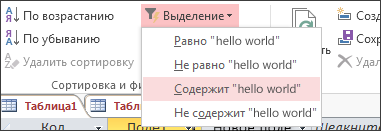 По возрастанию
Выделение
По убыванию
Удалить сортировку
Сортировка и
Созд
Сохр
Удал
Равно "hello world"
Не равно "hello world"
Содержит "hello world"
Не содержит "hello world"
Таблица1
Табл
Код